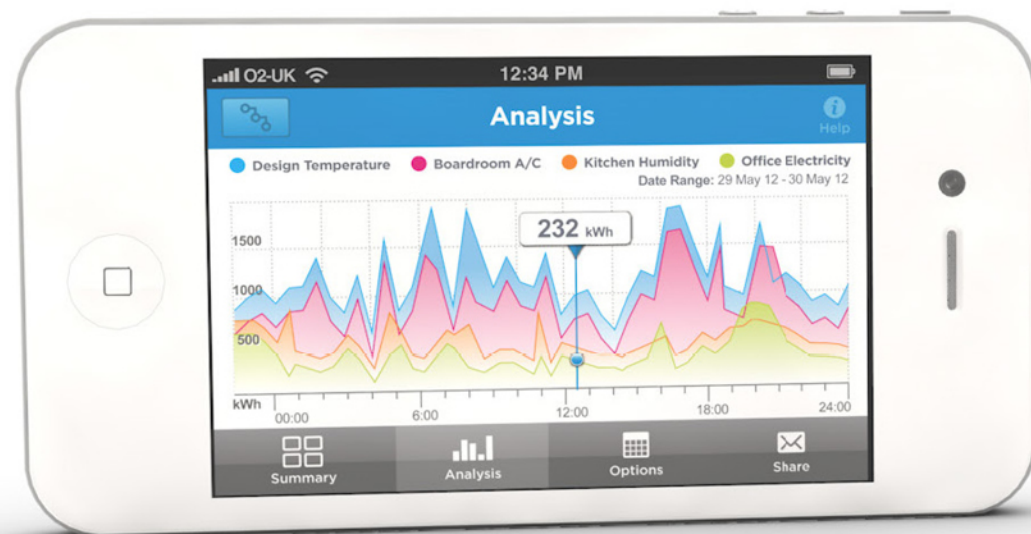 O2-UK 12:34 PM
Analysis
Help
Design Temperature Boardroom A/C Kitchen Humidity Office Electricity
Date Range: 29 May 12 - 30 May 12
232 kWh
1500
1000
500
kWh
00:00 6:00 12:00 18:00 24:00
Summary Analysis Options Share